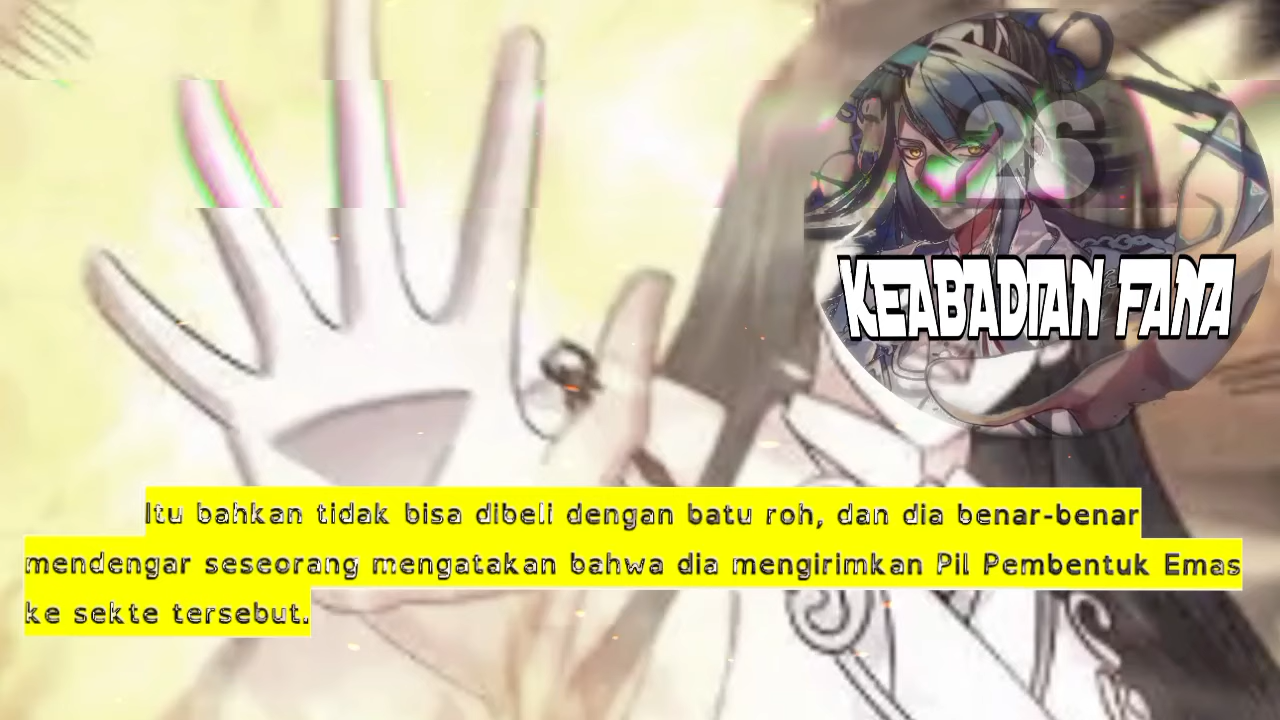 26
KEABADIAN FANA
Itu bahkan tidak bisa dibeli dengan batu roh, dan dia benar-benar
mendengar seseorang mengatakan bahwa dia mengirimkan Pil Pembentuk Emas
ke sekte tersebut.